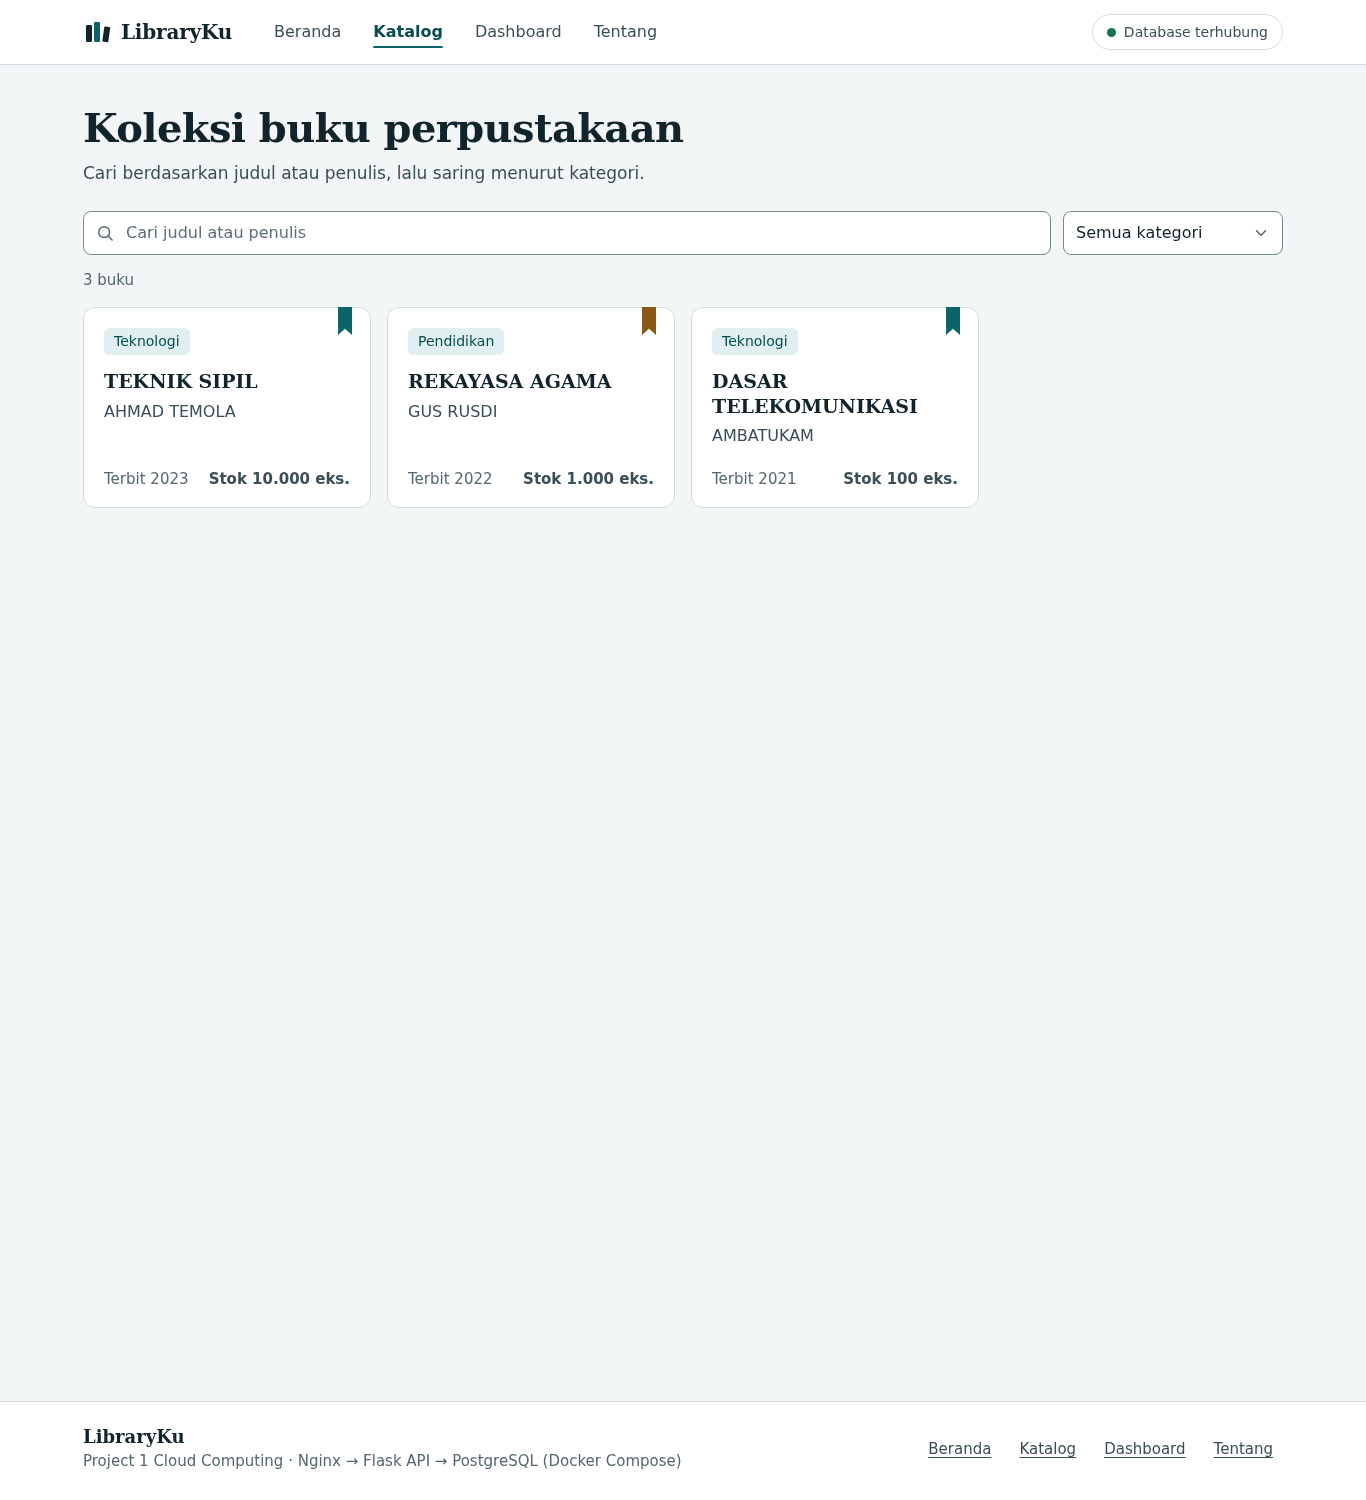 LibraryKu
Beranda
Katalog
Dashboard
Tentang
Database terhubung
Koleksi buku perpustakaan
Cari berdasarkan judul atau penulis, lalu saring menurut kategori.
Cari judul atau penulis
Semua kategori
3 buku
Teknologi
TEKNIK SIPIL
AHMAD TEMOLA
Terbit 2023
Stok 10.000 eks.
Pendidikan
REKAYASA AGAMA
GUS RUSDI
Terbit 2022
Stok 1.000 eks.
Teknologi
DASAR
TELEKOMUNIKASI
AMBATUKAM
Terbit 2021
Stok 100 eks.
LibraryKu
Project 1 Cloud Computing · Nginx → Flask API → PostgreSQL (Docker Compose)
Beranda
Katalog
Dashboard
Tentang